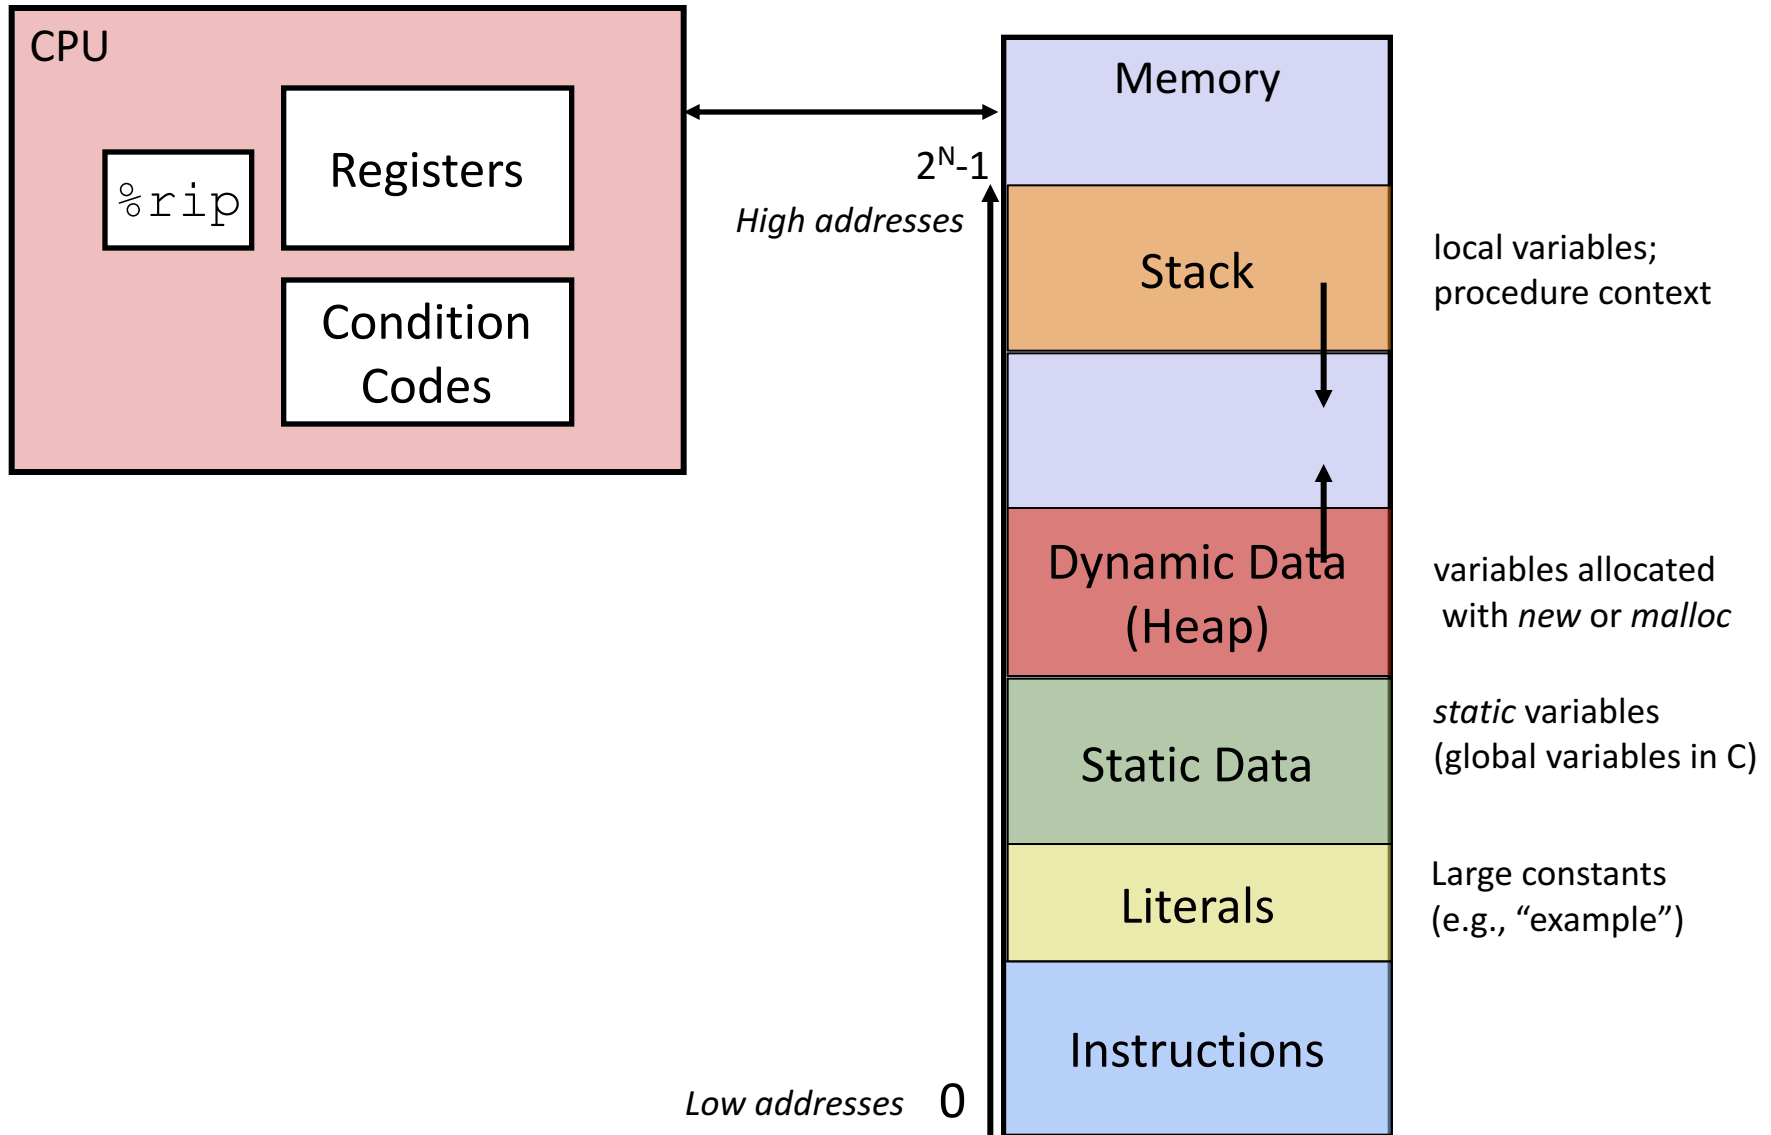 CPU
%rip
Registers
Condition
Codes
Memory
2ᴺ-1
High addresses
Stack
local variables;
procedure context
Dynamic Data
(Heap)
variables allocated
with new or malloc
Static Data
static variables
(global variables in C)
Literals
Large constants
(e.g., “example”)
Instructions
Low addresses 0